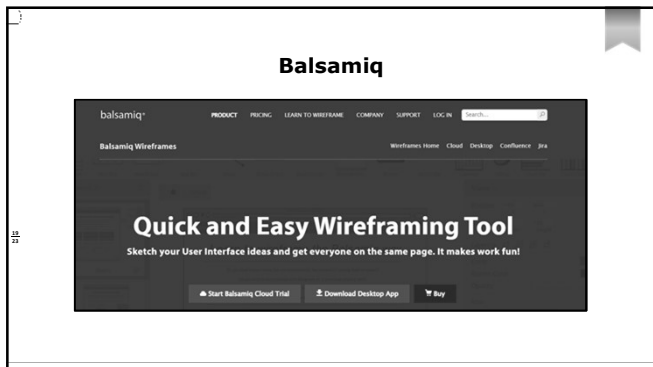 Balsamiq
balsamiq®
PRODUCT PRICING LEARN TO WIREFRAME COMPANY SUPPORT LOG IN Search...
Balsamiq Wireframes Wireframes Home Cloud Desktop Confluence Jira
Quick and Easy Wireframing Tool
Sketch your User Interface ideas and get everyone on the same page. It makes work fun!
Start Balsamiq Cloud Trial Download Desktop App Buy
19
23